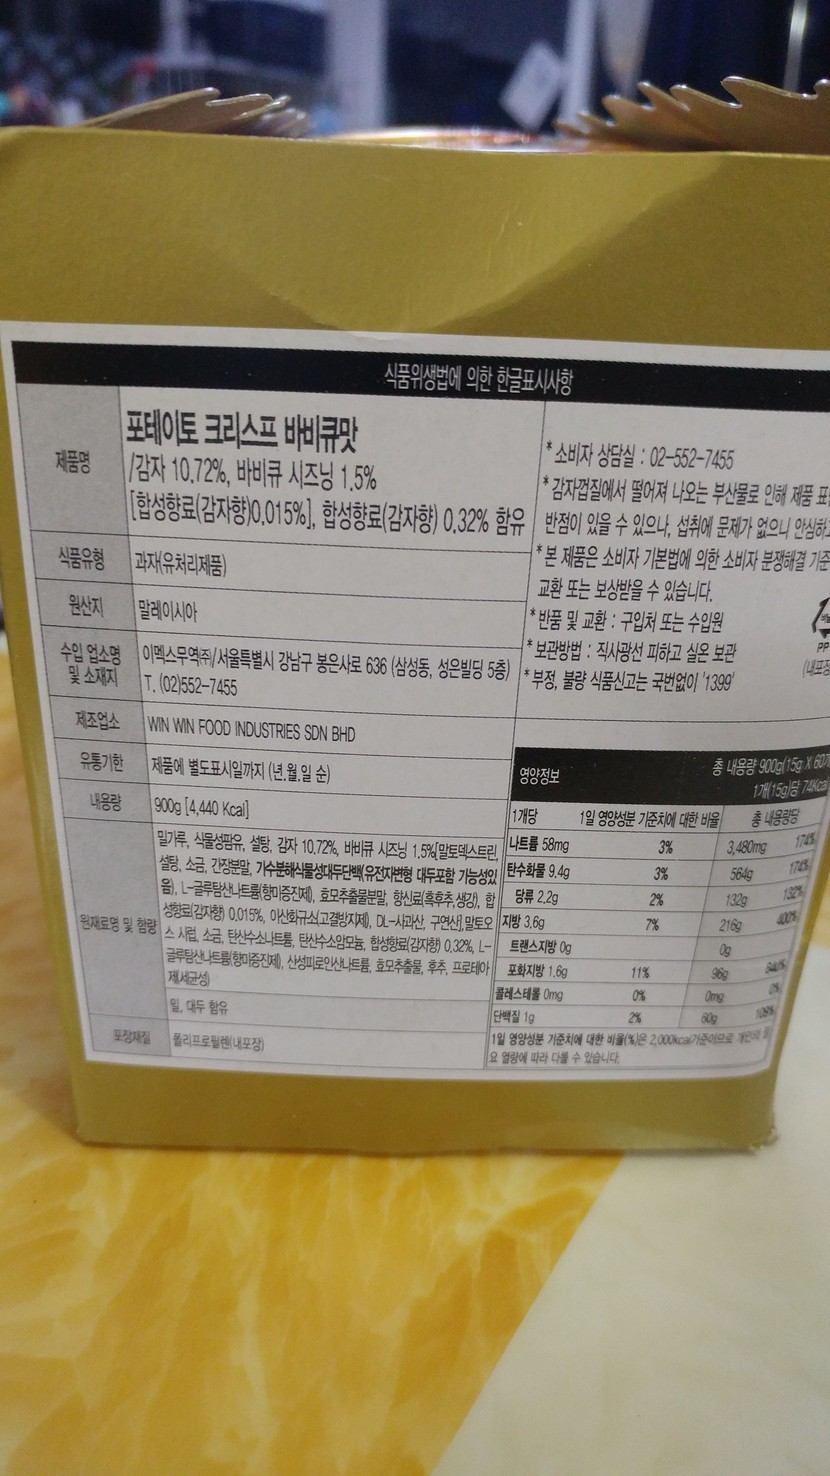 식품위생법에 의한 한글표시사항
제품명
포테이토 크리스프 바비큐맛
/감자 10.72%, 바비큐 시즈닝 1.5%
[합성향료(감자향)0.015%], 합성향료(감자향) 0.32% 함유
식품유형
과자(유처리제품)
원산지
말레이시아
수입 업소명
및 소재지
이멕스무역㈜/서울특별시 강남구 봉은사로 636 (삼성동, 성은빌딩 5층)
T. (02)552-7455
제조업소
WIN WIN FOOD INDUSTRIES SDN BHD
유통기한
제품에 별도표시일까지 (년.월.일 순)
내용량
900g [4,440 Kcal]
원재료명 및 함량
밀가루, 식물성팜유, 설탕, 감자 10.72%, 바비큐 시즈닝 1.5%[말토덱스트린,
설탕, 소금, 간장분말, 가수분해식물성대두단백(유전자변형 대두포함 가능성있
음), L-글루탐산나트륨(향미증진제), 효모추출물분말, 향신료(흑후추,생강), 합
성향료(감자향) 0.015%, 이산화규소(고결방지제), DL-사과산, 구연산],말토오
스 시럽, 소금, 탄산수소나트륨, 탄산수소암모늄, 합성향료(감자향) 0.32%, L-
글루탐산나트륨(향미증진제), 산성피로인산나트륨, 효모추출물, 후추, 프로테아
제(세균성)
밀, 대두 함유
포장재질
폴리프로필렌(내포장)
* 소비자 상담실 : 02-552-7455
* 감자껍질에서 떨어져 나오는 부산물로 인해 제품
반점이 있을 수 있으나, 섭취에 문제가 없으니
* 본 제품은 소비자 기본법에 의한 소비자 분쟁해결 기준
교환 또는 보상받을 수 있습니다.
* 반품 및 교환 : 구입처 또는 수입원
* 보관방법 : 직사광선 피하고 실온 보관
* 부정, 불량 식품신고는 국번없이 '1399'
PP
(내포장
영양정보
총 내용량 900g(15g X 60
1개(15g)당 74Kcal
1개당 1일 영양성분 기준치에 대한 비율 총 내용량당
나트륨 58mg 3% 3,480mg 174%
탄수화물 9.4g 3% 564g 174%
당류 2.2g 2% 132g 132%
지방 3.6g 7% 216g 400%
트랜스지방 0g 0g
포화지방 1.6g 11% 96g 640%
콜레스테롤 0mg 0% 0mg 0%
단백질 1g 2% 60g 109%
1일 영양성분 기준치에 대한 비율(%)은 2,000kcal기준이므로 개인의 필
요 열량에 따라 다를 수 있습니다.